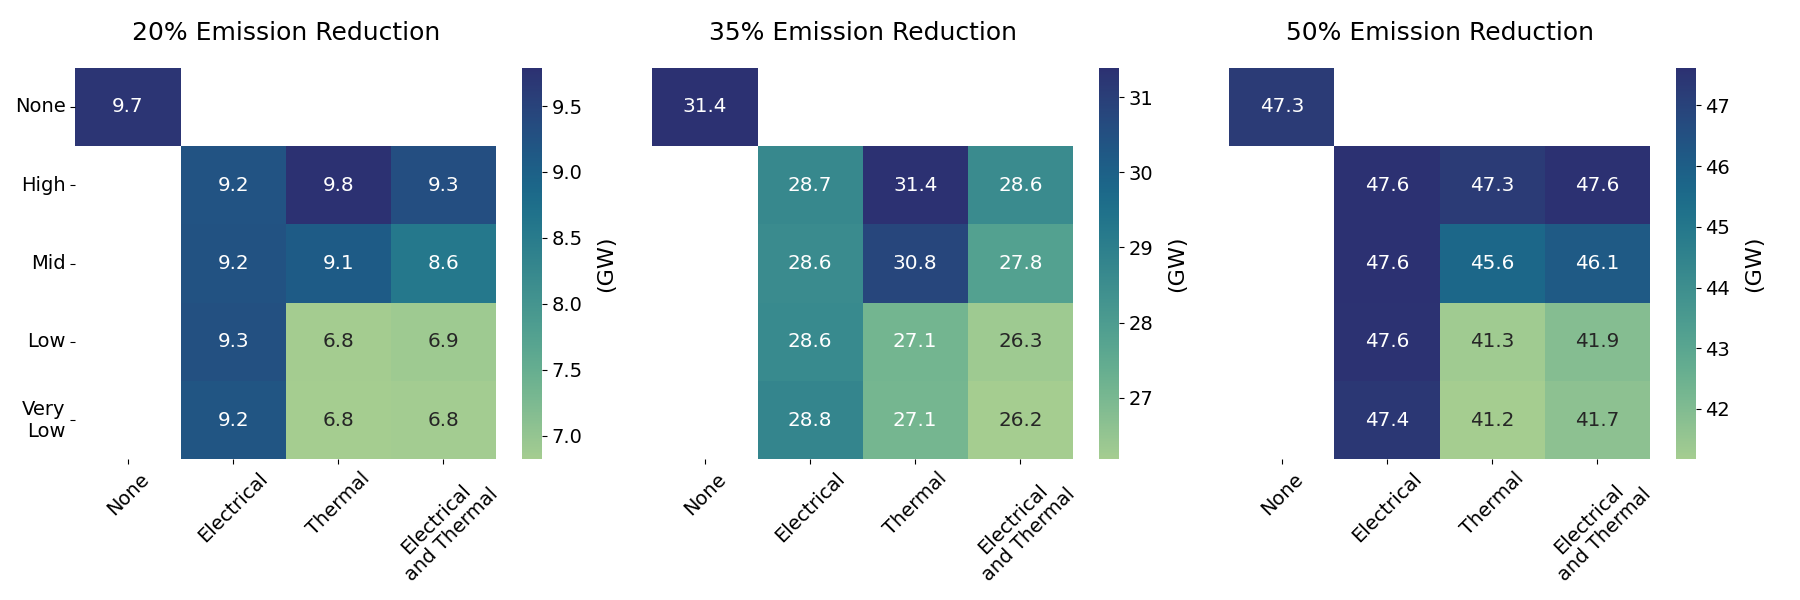 20% Emission Reduction
35% Emission Reduction
50% Emission Reduction
None
High
Mid
Low
Very
Low
9.7
9.2 9.8 9.3
9.2 9.1 8.6
9.3 6.8 6.9
9.2 6.8 6.8
None
Electrical
Thermal
Electrical
and Thermal
9.5
9.0
8.5
8.0
7.5
7.0
(GW)
31.4
28.7 31.4 28.6
28.6 30.8 27.8
28.6 27.1 26.3
28.8 27.1 26.2
None
Electrical
Thermal
Electrical
and Thermal
31
30
29
28
27
(GW)
47.3
47.6 47.3 47.6
47.6 45.6 46.1
47.6 41.3 41.9
47.4 41.2 41.7
None
Electrical
Thermal
Electrical
and Thermal
47
46
45
44
43
42
(GW)